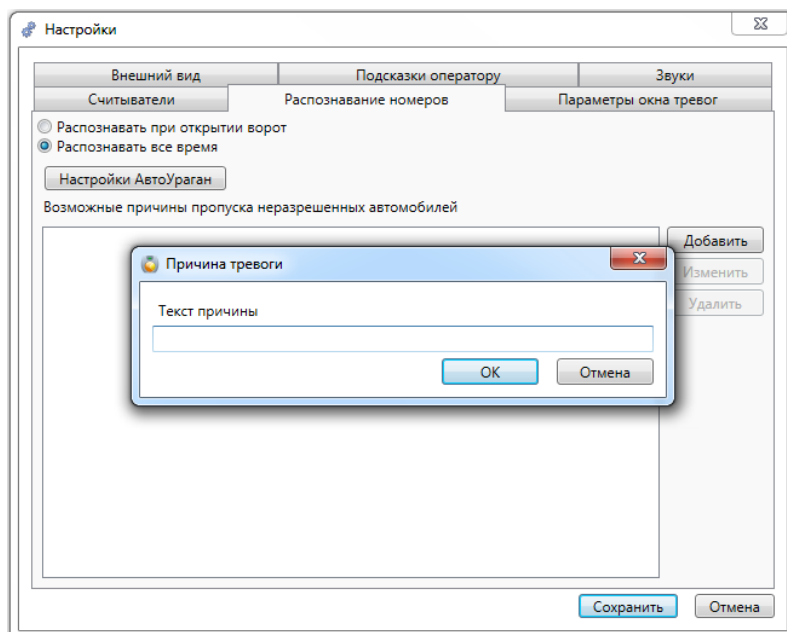 Настройки
Внешний вид
Подсказки оператору
Звуки
Считыватели
Распознавание номеров
Параметры окна тревог
Распознавать при открытии ворот
Распознавать все время
Настройки АвтоУраган
Возможные причины пропуска неразрешенных автомобилей
Добавить
Изменить
Удалить
Причина тревоги
Текст причины
OK
Отмена
Сохранить
Отмена